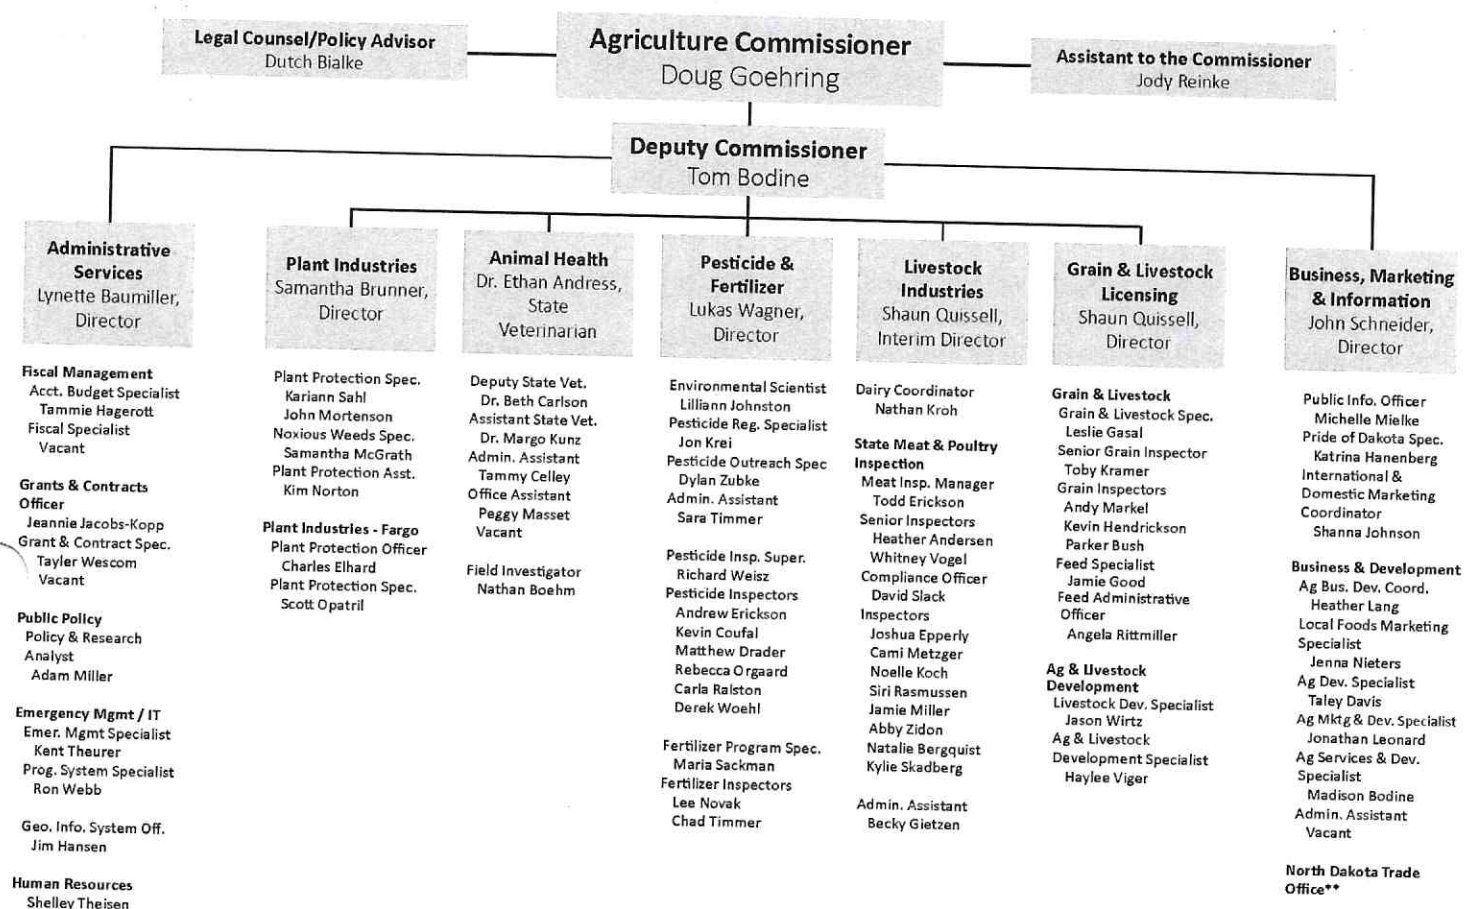 Legal Counsel/Policy Advisor
Dutch Bialke
Agriculture Commissioner
Doug Goehring
Assistant to the Commissioner
Jody Reinke
Deputy Commissioner
Tom Bodine
Administrative
Services
Lynette Baumiller,
Director
Fiscal Management
Acct. Budget Specialist
Tammie Hagerott
Fiscal Specialist
Vacant
Grants & Contracts
Officer
Jeannie Jacobs-Kopp
Grant & Contract Spec.
Tayler Wescom
Vacant
Public Policy
Policy & Research
Analyst
Adam Miller
Emergency Mgmt / IT
Emer. Mgmt Specialist
Kent Theurer
Prog. System Specialist
Ron Webb
Geo. Info. System Off.
Jim Hansen
Human Resources
Shelley Theisen
Plant Industries
Samantha Brunner,
Director
Plant Protection Spec.
Kariann Sahl
John Mortenson
Noxious Weeds Spec.
Samantha McGrath
Plant Protection Asst.
Kim Norton
Plant Industries - Fargo
Plant Protection Officer
Charles Elhard
Plant Protection Spec.
Scott Opatril
Animal Health
Dr. Ethan Andress,
State
Veterinarian
Deputy State Vet.
Dr. Beth Carlson
Assistant State Vet.
Dr. Margo Kunz
Admin. Assistant
Tammy Celley
Office Assistant
Peggy Masset
Vacant
Field Investigator
Nathan Boehm
Pesticide &
Fertilizer
Lukas Wagner,
Director
Environmental Scientist
Lilliann Johnston
Pesticide Reg. Specialist
Jon Krei
Pesticide Outreach Spec
Dylan Zubke
Admin. Assistant
Sara Timmer
Pesticide Insp. Super.
Richard Weisz
Pesticide Inspectors
Andrew Erickson
Kevin Coufal
Matthew Drader
Rebecca Orgaard
Carla Ralston
Derek Woehl
Fertilizer Program Spec.
Maria Sackman
Fertilizer Inspectors
Lee Novak
Chad Timmer
Livestock
Industries
Shaun Quissell,
Interim Director
Dairy Coordinator
Nathan Kroh
State Meat & Poultry
Inspection
Meat Insp. Manager
Todd Erickson
Senior Inspectors
Heather Andersen
Whitney Vogel
Compliance Officer
David Slack
Inspectors
Joshua Epperly
Cami Metzger
Noelle Koch
Siri Rasmussen
Jamie Miller
Abby Zidon
Natalie Bergquist
Kylie Skadberg
Admin. Assistant
Becky Gietzen
Grain & Livestock
Licensing
Shaun Quissell,
Director
Grain & Livestock
Grain & Livestock Spec.
Leslie Gasal
Senior Grain Inspector
Toby Kramer
Grain Inspectors
Andy Markel
Kevin Hendrickson
Parker Bush
Feed Specialist
Jamie Good
Feed Administrative
Officer
Angela Rittmiller
Ag & Livestock
Development
Livestock Dev. Specialist
Jason Wirtz
Ag & Livestock
Development Specialist
Haylee Viger
Business, Marketing
& Information
John Schneider,
Director
Public Info. Officer
Michelle Mielke
Pride of Dakota Spec.
Katrina Hanenberg
International &
Domestic Marketing
Coordinator
Shanna Johnson
Business & Development
Ag Bus. Dev. Coord.
Heather Lang
Local Foods Marketing
Specialist
Jenna Nieters
Ag Dev. Specialist
Taley Davis
Ag Mktg & Dev. Specialist
Jonathan Leonard
Ag Services & Dev.
Specialist
Madison Bodine
Admin. Assistant
Vacant
North Dakota Trade
Office**